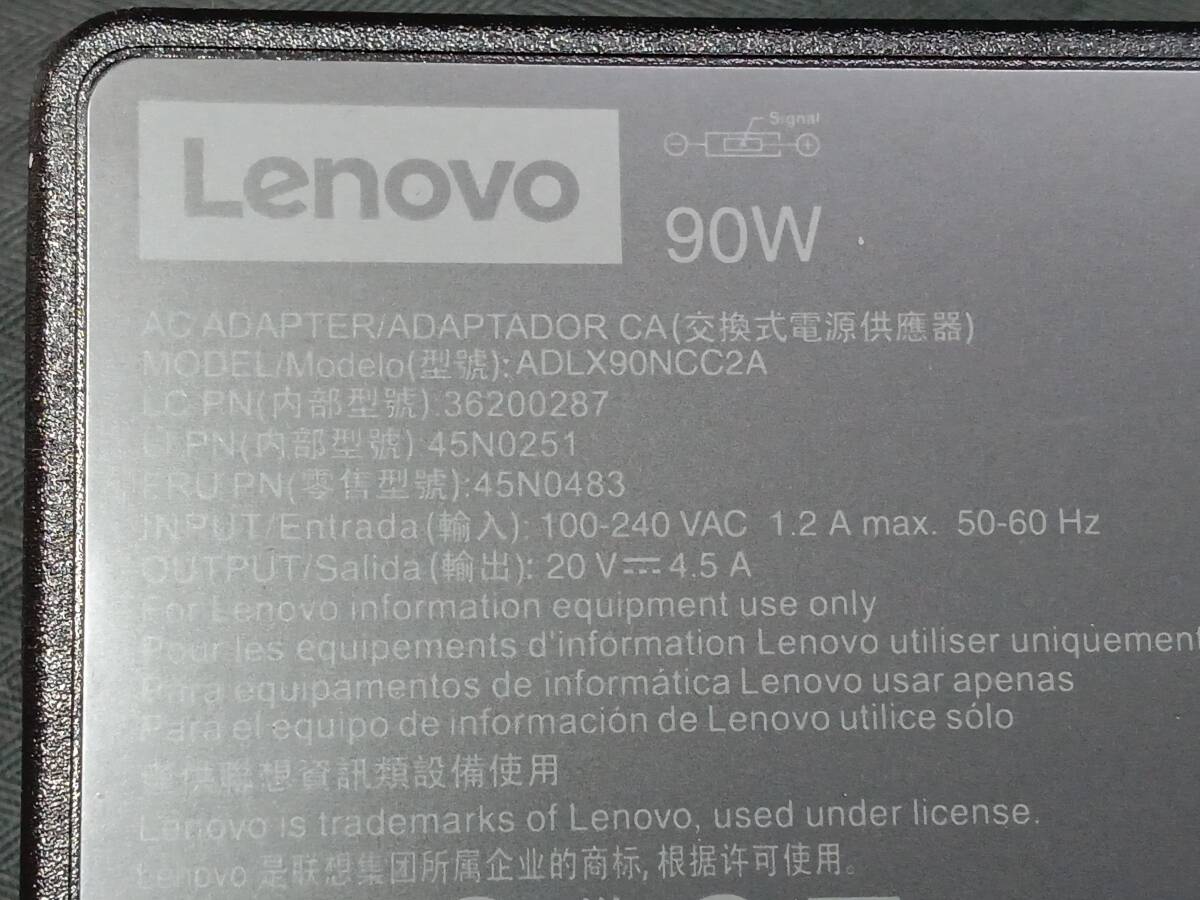 Lenovo
Signal
90W
AC ADAPTER/ADAPTADOR CA(交換式電源供應器)
MODEL/Modelo(型號): ADLX90NCC2A
LC PN(内部型號):36200287
LI PN(内部型號) 45N0251
FRU PN(零售型號):45N0483
INPUT/Entrada(輸入): 100-240 VAC 1.2 A max. 50-60 Hz
OUTPUT/Salida(輸出): 20 V⎓4.5 A
For Lenovo information equipment use only
Pour les equipements d'information Lenovo utiliser uniquement
Para equipamentos de informática Lenovo usar apenas
Para el equipo de información de Lenovo utilice sólo
僅供聯想資訊類設備使用
Lenovo is trademarks of Lenovo, used under license.
Lenovo 是联想集团所属企业的商标,根据许可使用。